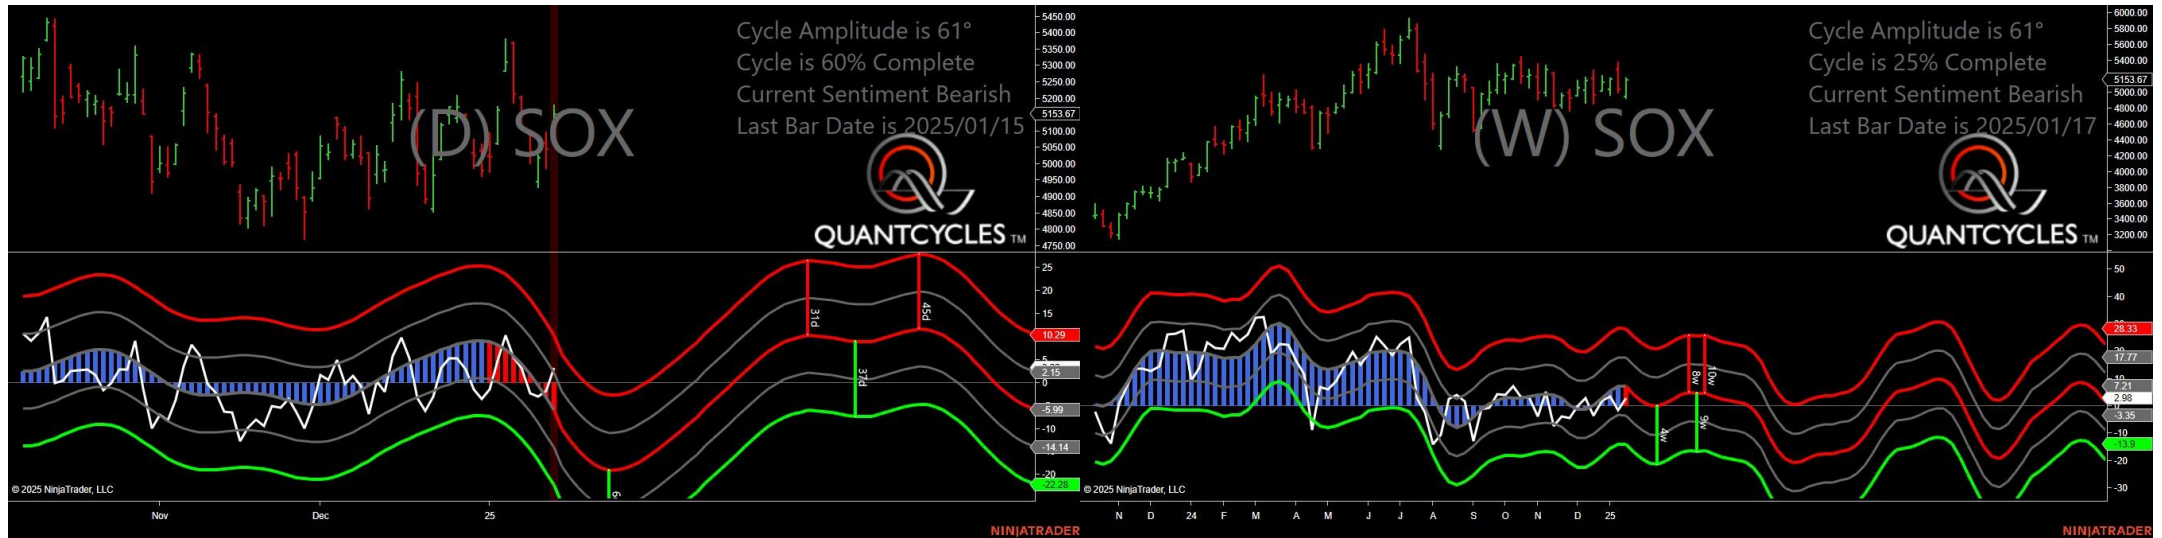 Cycle Amplitude is 61°
Cycle is 60% Complete
Current Sentiment Bearish
Last Bar Date is 2025/01/15
(D) SOX
QUANTCYCLES TM
5450.00
5400.00
5350.00
5300.00
5250.00
5200.00
5153.67
5100.00
5050.00
5000.00
4950.00
4900.00
4850.00
4800.00
4750.00
25
20
15
10.29
5
2.15
0
-5.99
-10
-14.14
-20
-22.28
31d
45d
37d
6
© 2025 NinjaTrader, LLC
Nov
Dec
25
NINJATRADER
Cycle Amplitude is 61°
Cycle is 25% Complete
Current Sentiment Bearish
Last Bar Date is 2025/01/17
(W) SOX
QUANTCYCLES TM
6000.00
5800.00
5600.00
5400.00
5153.67
5000.00
4800.00
4600.00
4400.00
4200.00
4000.00
3800.00
3600.00
3400.00
3200.00
50
40
28.33
17.77
7.21
2.98
-3.35
-10
-13.9
-20
-30
8w
10w
4w
9w
© 2025 NinjaTrader, LLC
N D 24 F M A M J J A S O N D 25
NINJATRADER